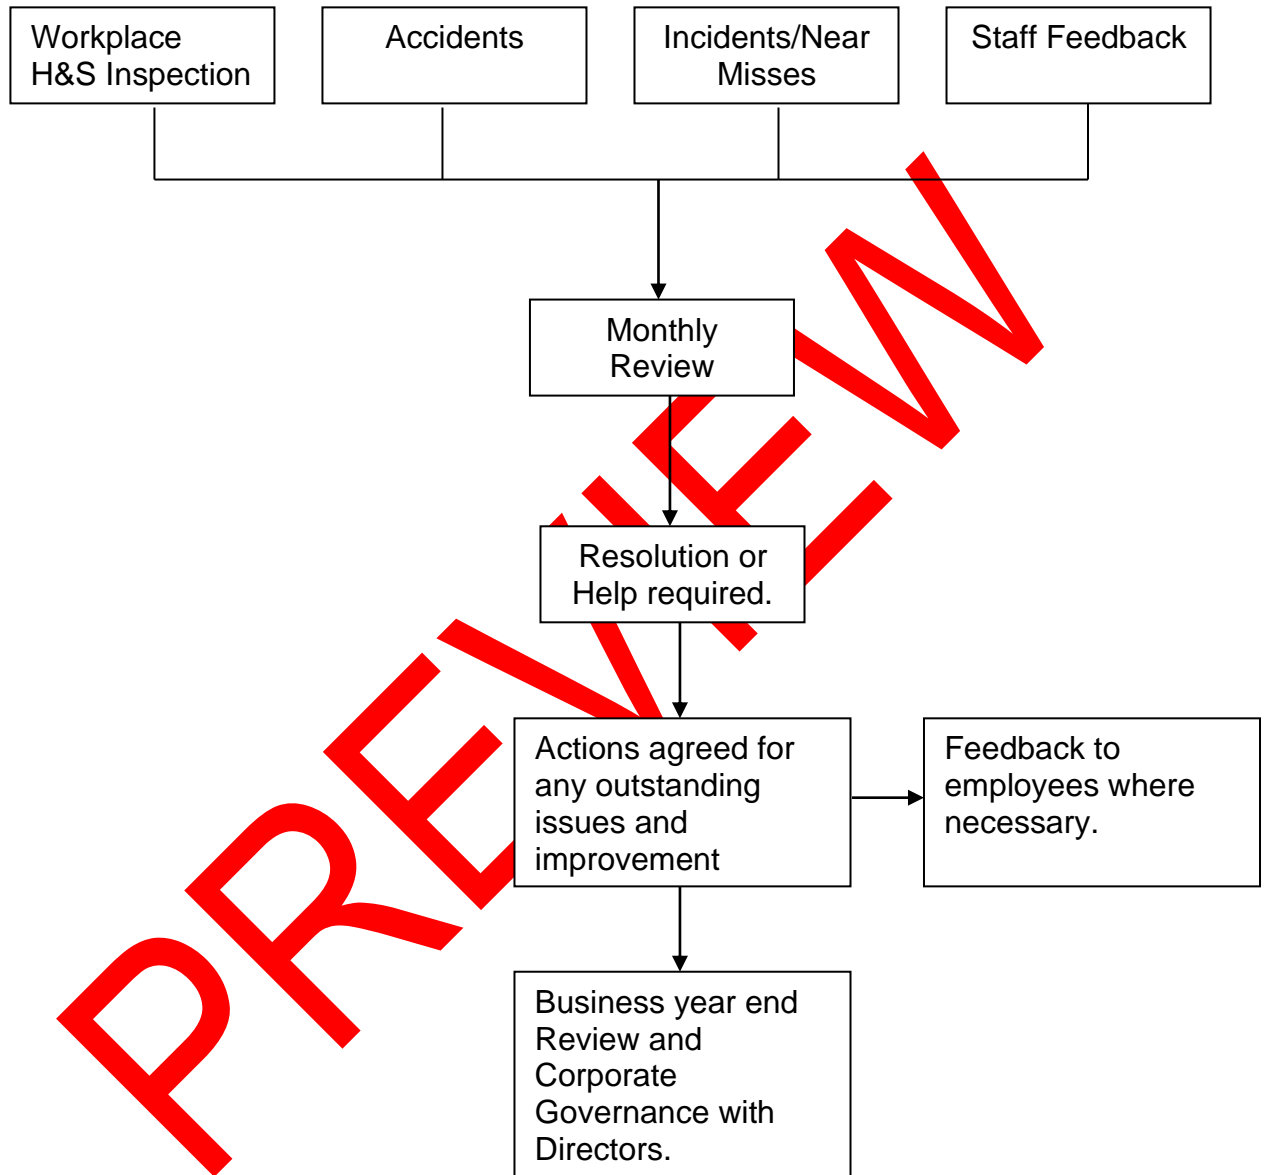 Workplace
H&S Inspection
Accidents
Incidents/Near
Misses
Staff Feedback
Monthly
Review
Resolution or
Help required.
Actions agreed for
any outstanding
issues and
improvement
Feedback to
employees where
necessary.
Business year end
Review and
Corporate
Governance with
Directors.
PREVIEW